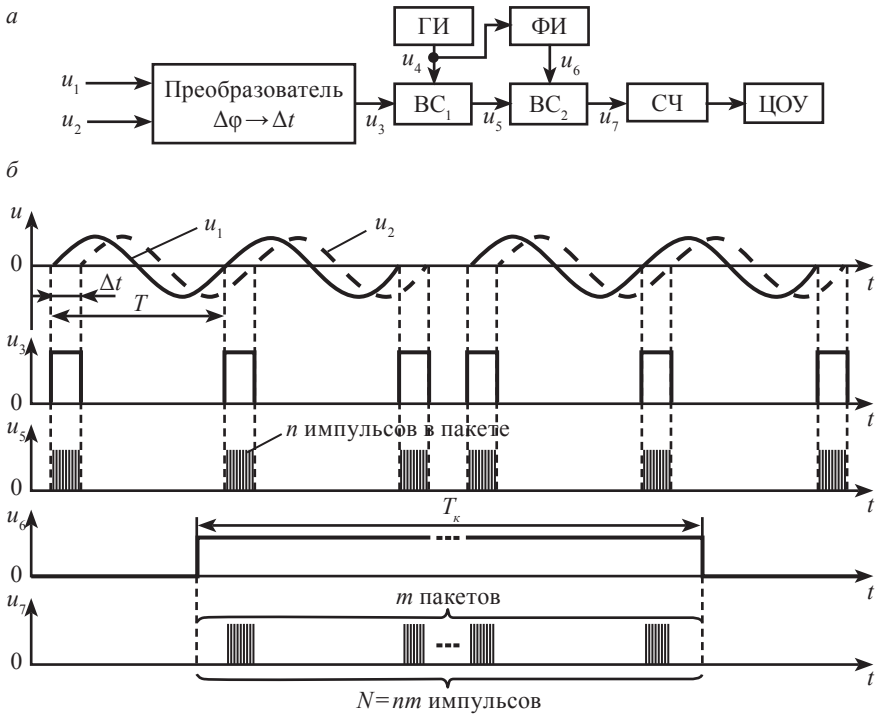 а
ГИ ФИ
u₄ u₆
u₁
Преобразователь
Δφ → Δt
u₂
u₃
ВС₁
u₅
ВС₂
u₇
СЧ
ЦОУ
б
u
u₁
u₂
0
t
Δt
T
u₃
0
t
u₅
n импульсов в пакете
0
t
u₆
Tк
0
t
u₇
m пакетов
0
t
N = nm импульсов